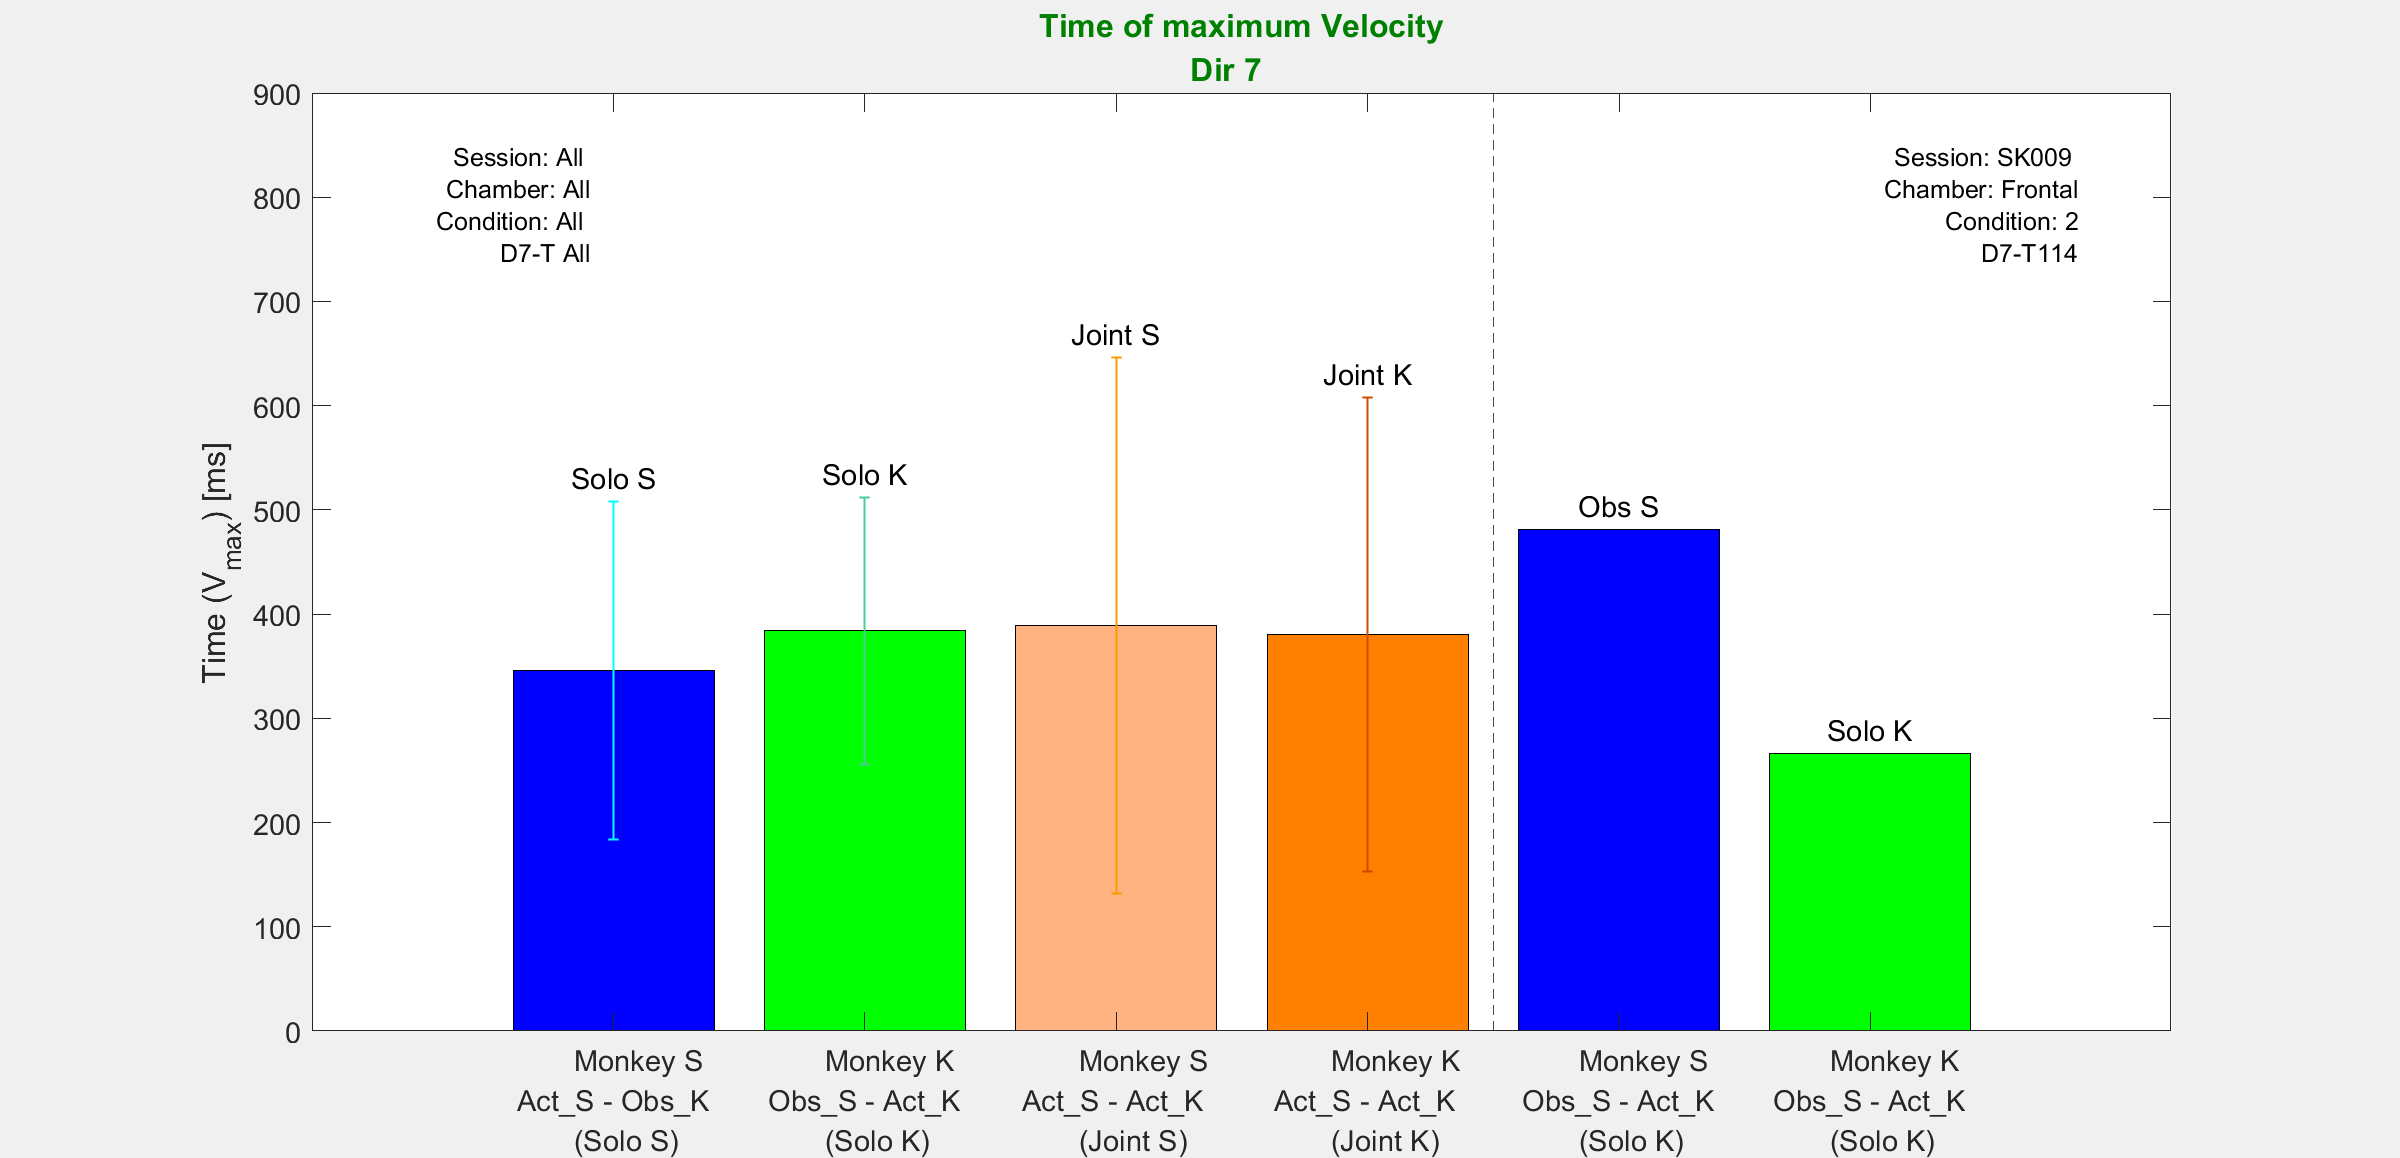 Time of maximum Velocity
Dir 7
900
800
700
600
500
400
300
200
100
0
Time (Vmax) [ms]
Session: All
Chamber: All
Condition: All
D7-T All
Session: SK009
Chamber: Frontal
Condition: 2
D7-T114
Solo S
Solo K
Joint S
Joint K
Obs S
Solo K
Monkey S
Act_S - Obs_K
(Solo S)
Monkey K
Obs_S - Act_K
(Solo K)
Monkey S
Act_S - Act_K
(Joint S)
Monkey K
Act_S - Act_K
(Joint K)
Monkey S
Obs_S - Act_K
(Solo K)
Monkey K
Obs_S - Act_K
(Solo K)